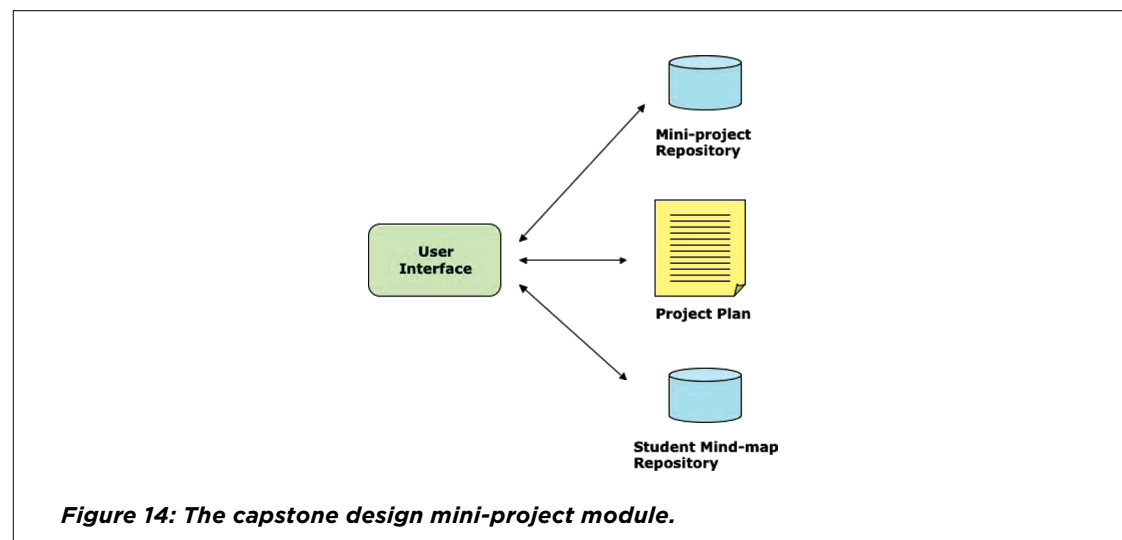 Mini-project
Repository
User
Interface
Project Plan
Student Mind-map
Repository
Figure 14: The capstone design mini-project module.